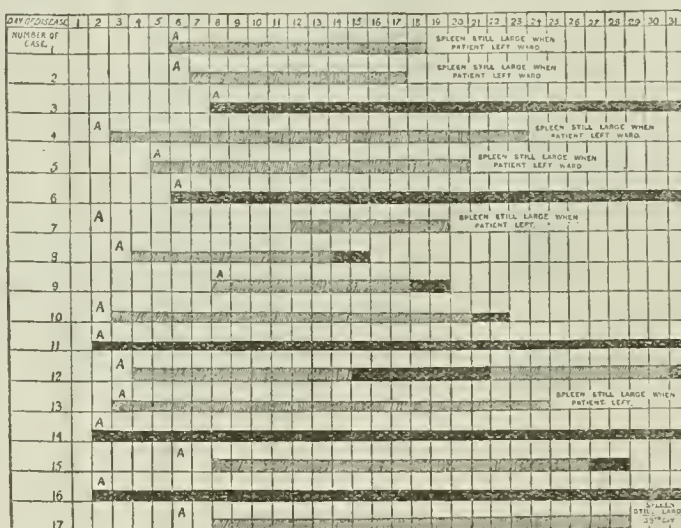 DAY OF DISEASE 1 2 3 4 5 6 7 8 9 10 11 12 13 14 15 16 17 18 19 20 21 22 23 24 25 26 27 28 29 30 31
NUMBER OF
CASE.
A SPLEEN STILL LARGE WHEN
1 PATIENT LEFT WARD
A SPLEEN STILL LARGE WHEN
2 PATIENT LEFT WARD
A
3
A SPLEEN STILL LARGE WHEN
4 PATIENT LEFT WARD
A SPLEEN STILL LARGE WHEN
5 PATIENT LEFT WARD
A
6
A SPLEEN STILL LARGE WHEN
7 PATIENT LEFT.
A
8
A
9
A
10
A
11
A
12
A SPLEEN STILL LARGE WHEN
13 PATIENT LEFT.
A
14
A
15
A
16
A SPLEEN
STILL LARGE
17